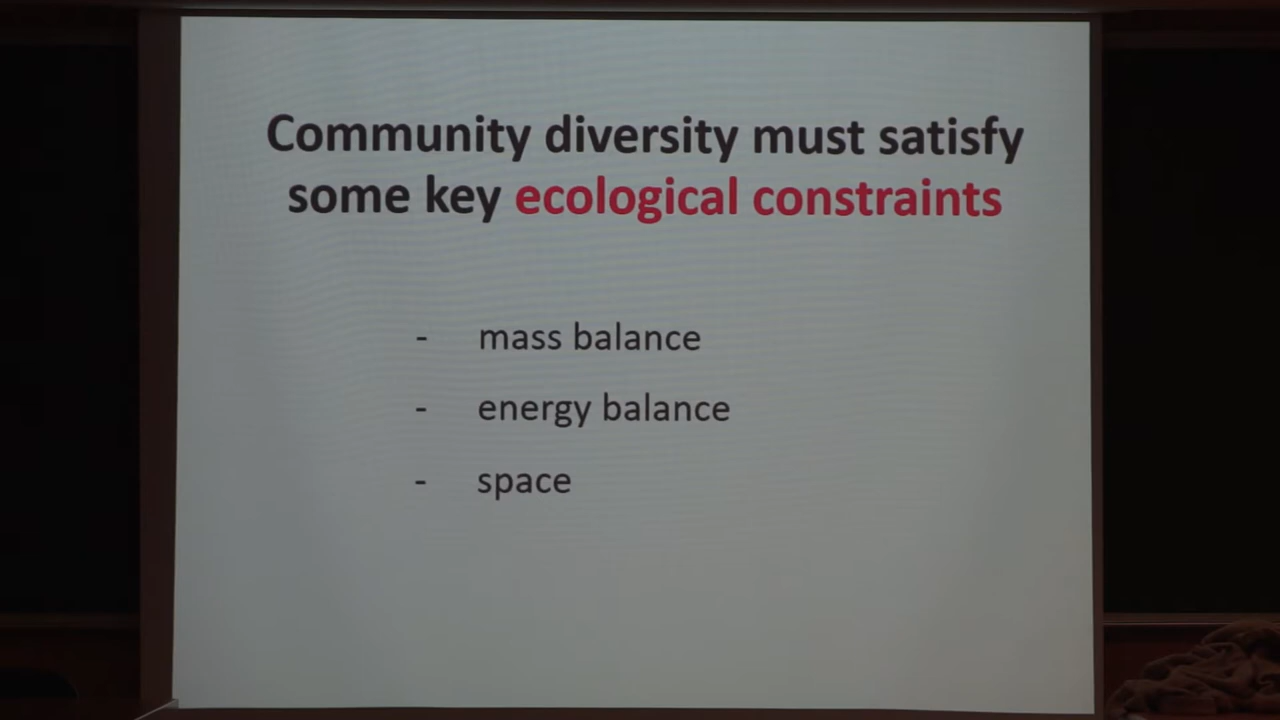 Community diversity must satisfy
some key ecological constraints
- mass balance
- energy balance
- space